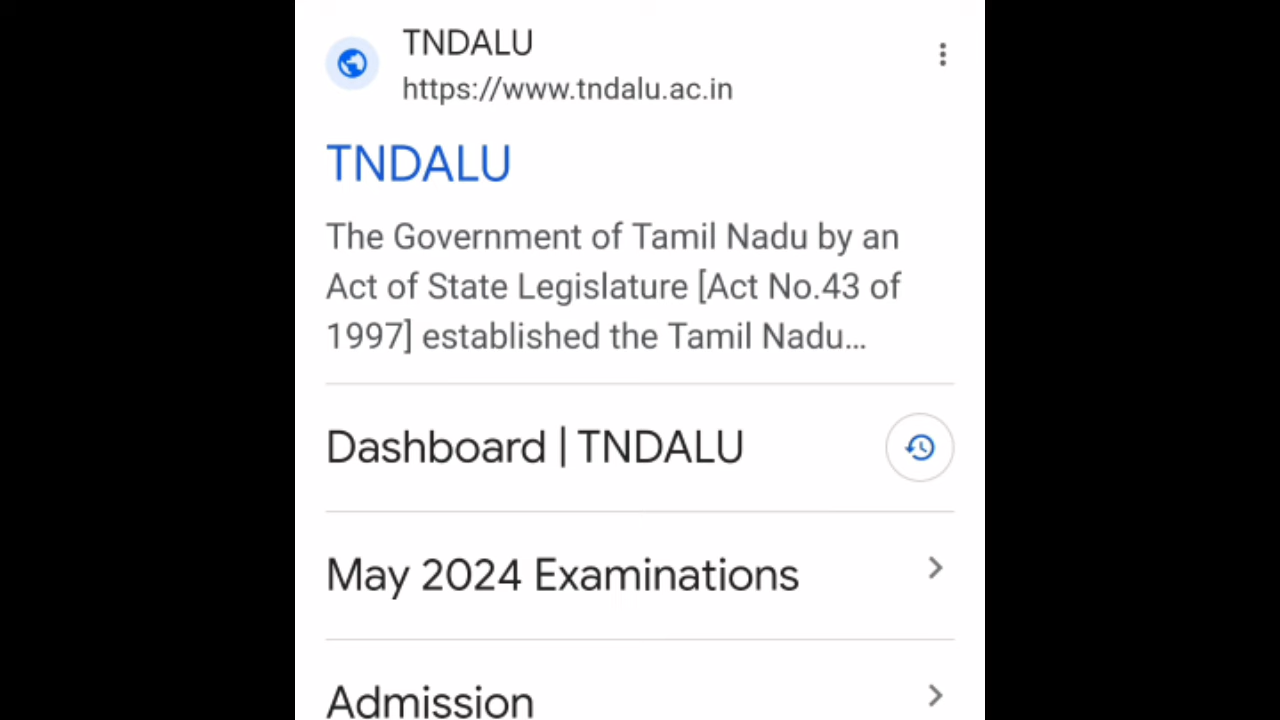 TNDALU
https://www.tndalu.ac.in
TNDALU
The Government of Tamil Nadu by an
Act of State Legislature [Act No.43 of
1997] established the Tamil Nadu...
Dashboard | TNDALU
May 2024 Examinations
Admission